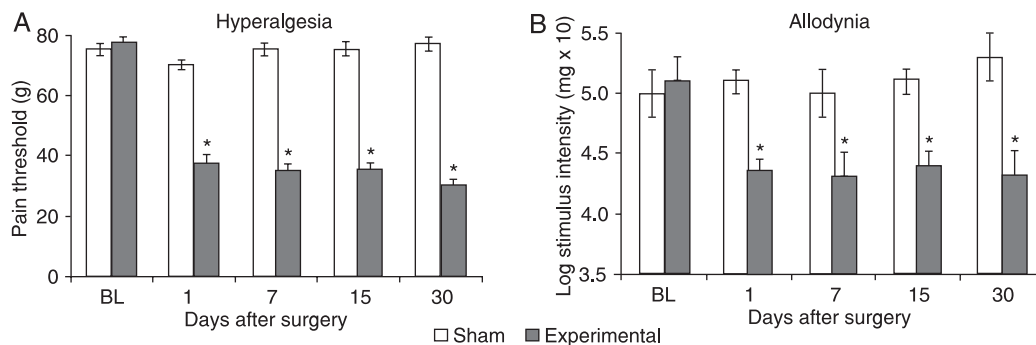 A
Hyperalgesia
Pain threshold (g)
80
60
40
20
0
* * * *
BL 1 7 15 30
Days after surgery
B
Allodynia
Log stimulus intensity (mg x 10)
5.5
5.0
4.5
4.0
3.5
* * * *
BL 1 7 15 30
Days after surgery
Sham Experimental